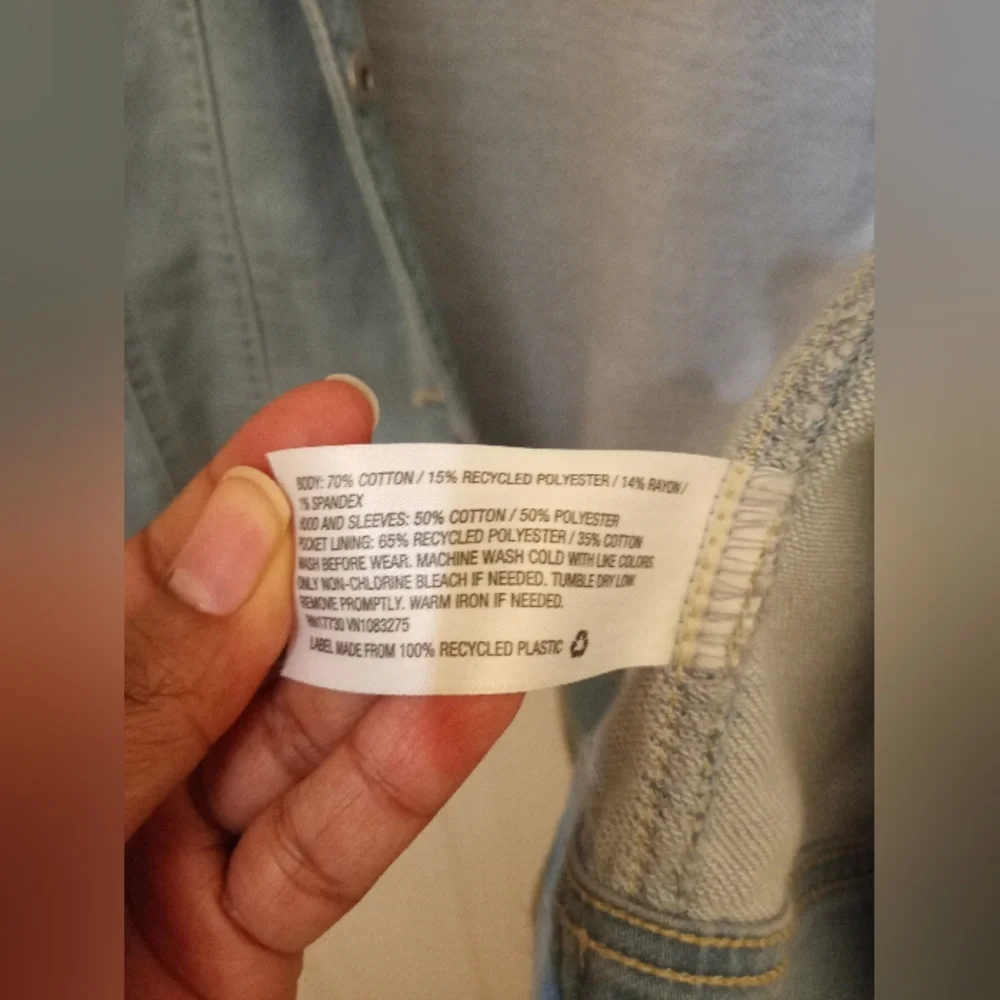 BODY: 70% COTTON / 15% RECYCLED POLYESTER / 14% RAYON /
1% SPANDEX
HOOD AND SLEEVES: 50% COTTON / 50% POLYESTER
POCKET LINING: 65% RECYCLED POLYESTER / 35% COTTON
WASH BEFORE WEAR. MACHINE WASH COLD WITH LIKE COLORS.
ONLY NON-CHLORINE BLEACH IF NEEDED. TUMBLE DRY LOW.
REMOVE PROMPTLY. WARM IRON IF NEEDED.
RN17730 VN1083275
LABEL MADE FROM 100% RECYCLED PLASTIC